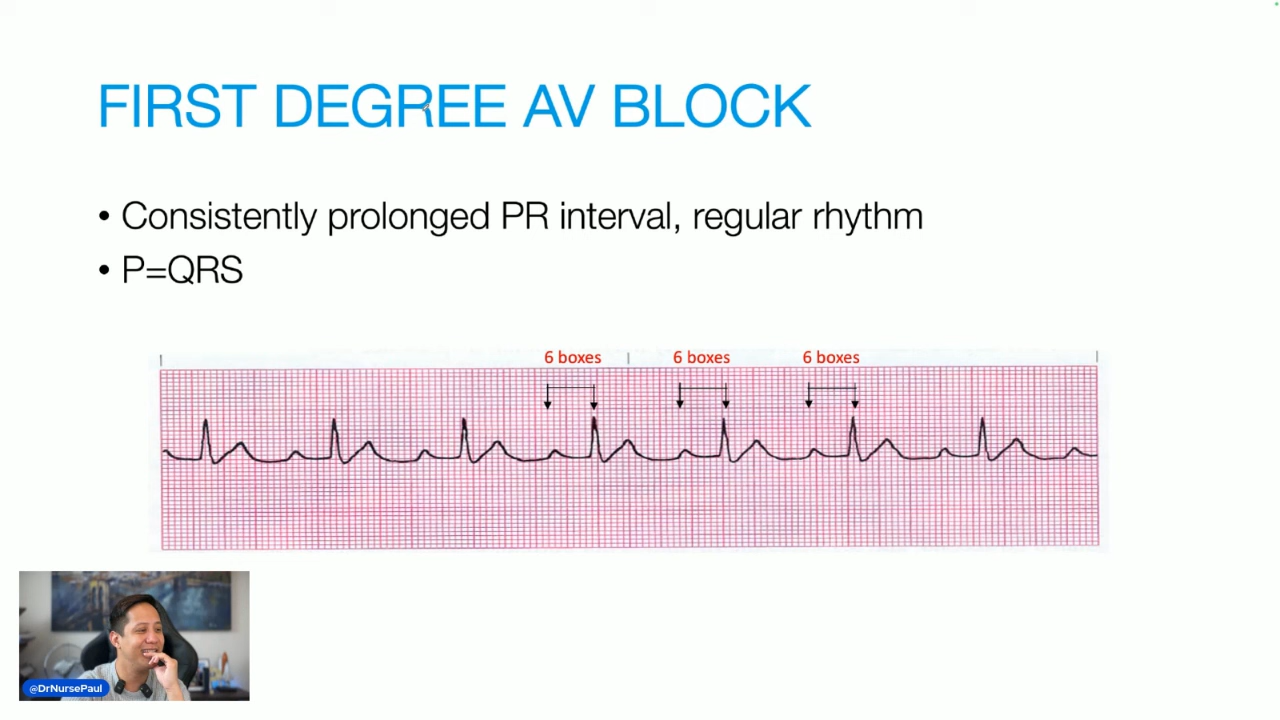 FIRST DEGREE AV BLOCK
• Consistently prolonged PR interval, regular rhythm
• P=QRS
6 boxes 6 boxes 6 boxes
@DrNursePaul